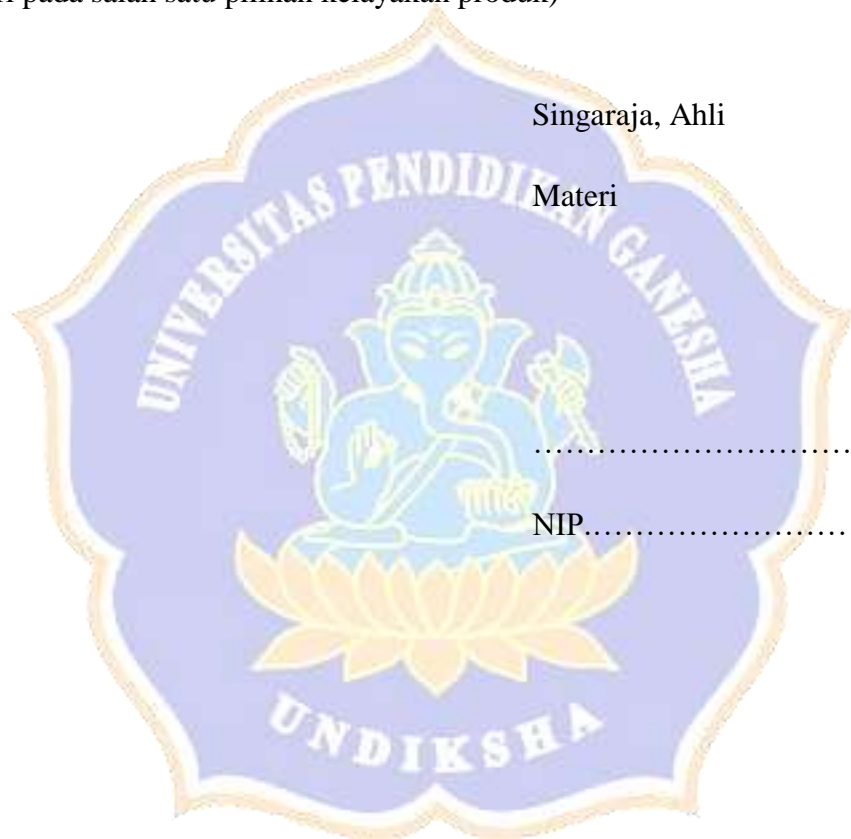 pada salah satu pilihan kelayakan produk)
Singaraja, Ahli
Materi
UNIVERSITAS PENDIDIKAN GANESHA
…………………………….
NIP.……………………
UNDIKSHA